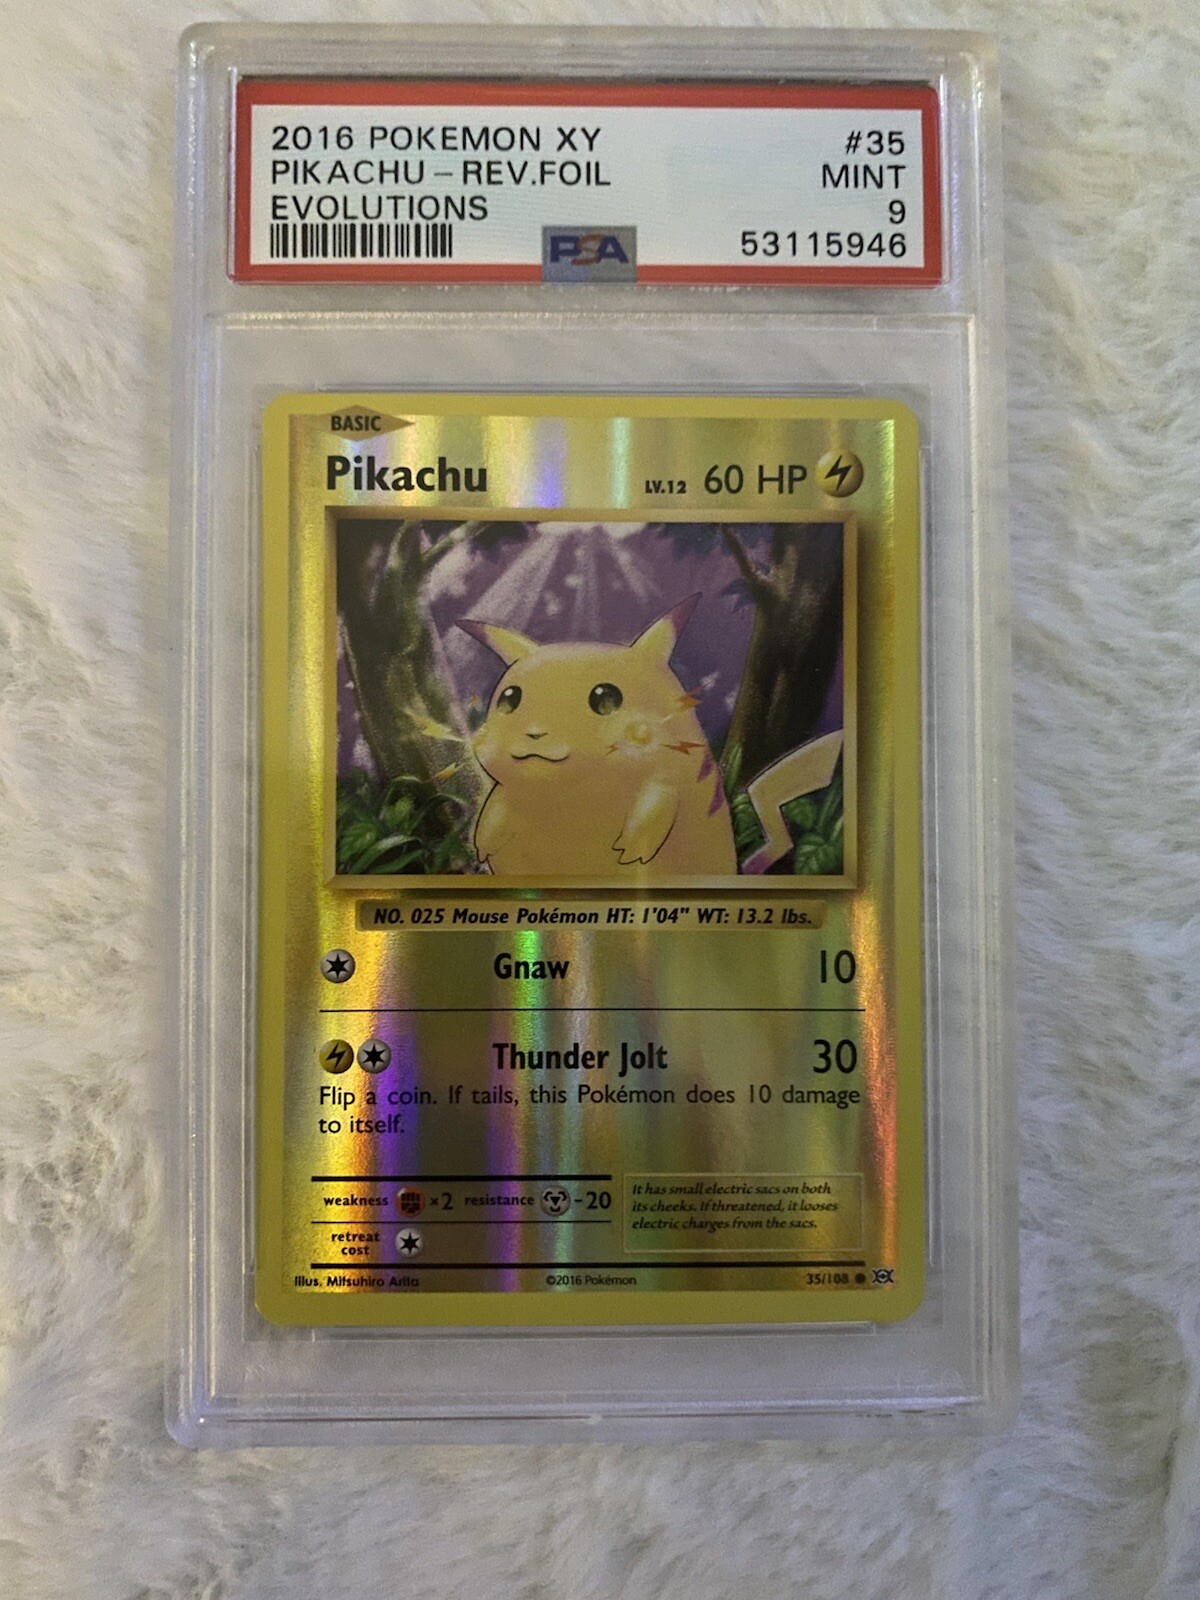 2016 POKEMON XY #35
PIKACHU - REV.FOIL MINT
EVOLUTIONS 9
PSA 53115946
BASIC
Pikachu LV.12 60 HP
NO. 025 Mouse Pokémon HT: 1'04" WT: 13.2 lbs.
Gnaw 10
Thunder Jolt 30
Flip a coin. If tails, this Pokémon does 10 damage
to itself.
weakness ×2 resistance -20
retreat
cost
It has small electric sacs on both
its cheeks. If threatened, it looses
electric charges from the sacs.
Illus. Mitsuhiro Arita ©2016 Pokémon 35/108